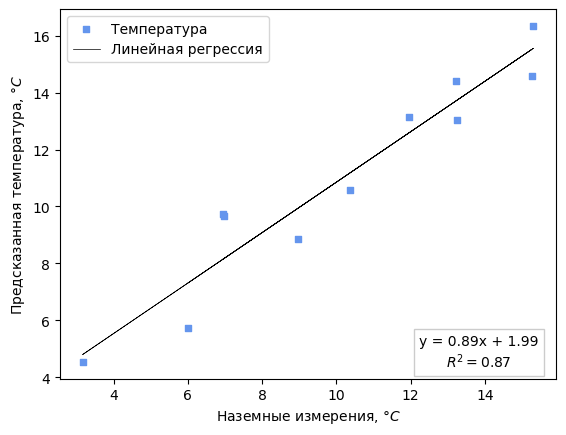 Температура
Линейная регрессия
Предсказанная температура, °C
16
14
12
10
8
6
4
4 6 8 10 12 14
Наземные измерения, °C
y = 0.89x + 1.99
R² = 0.87